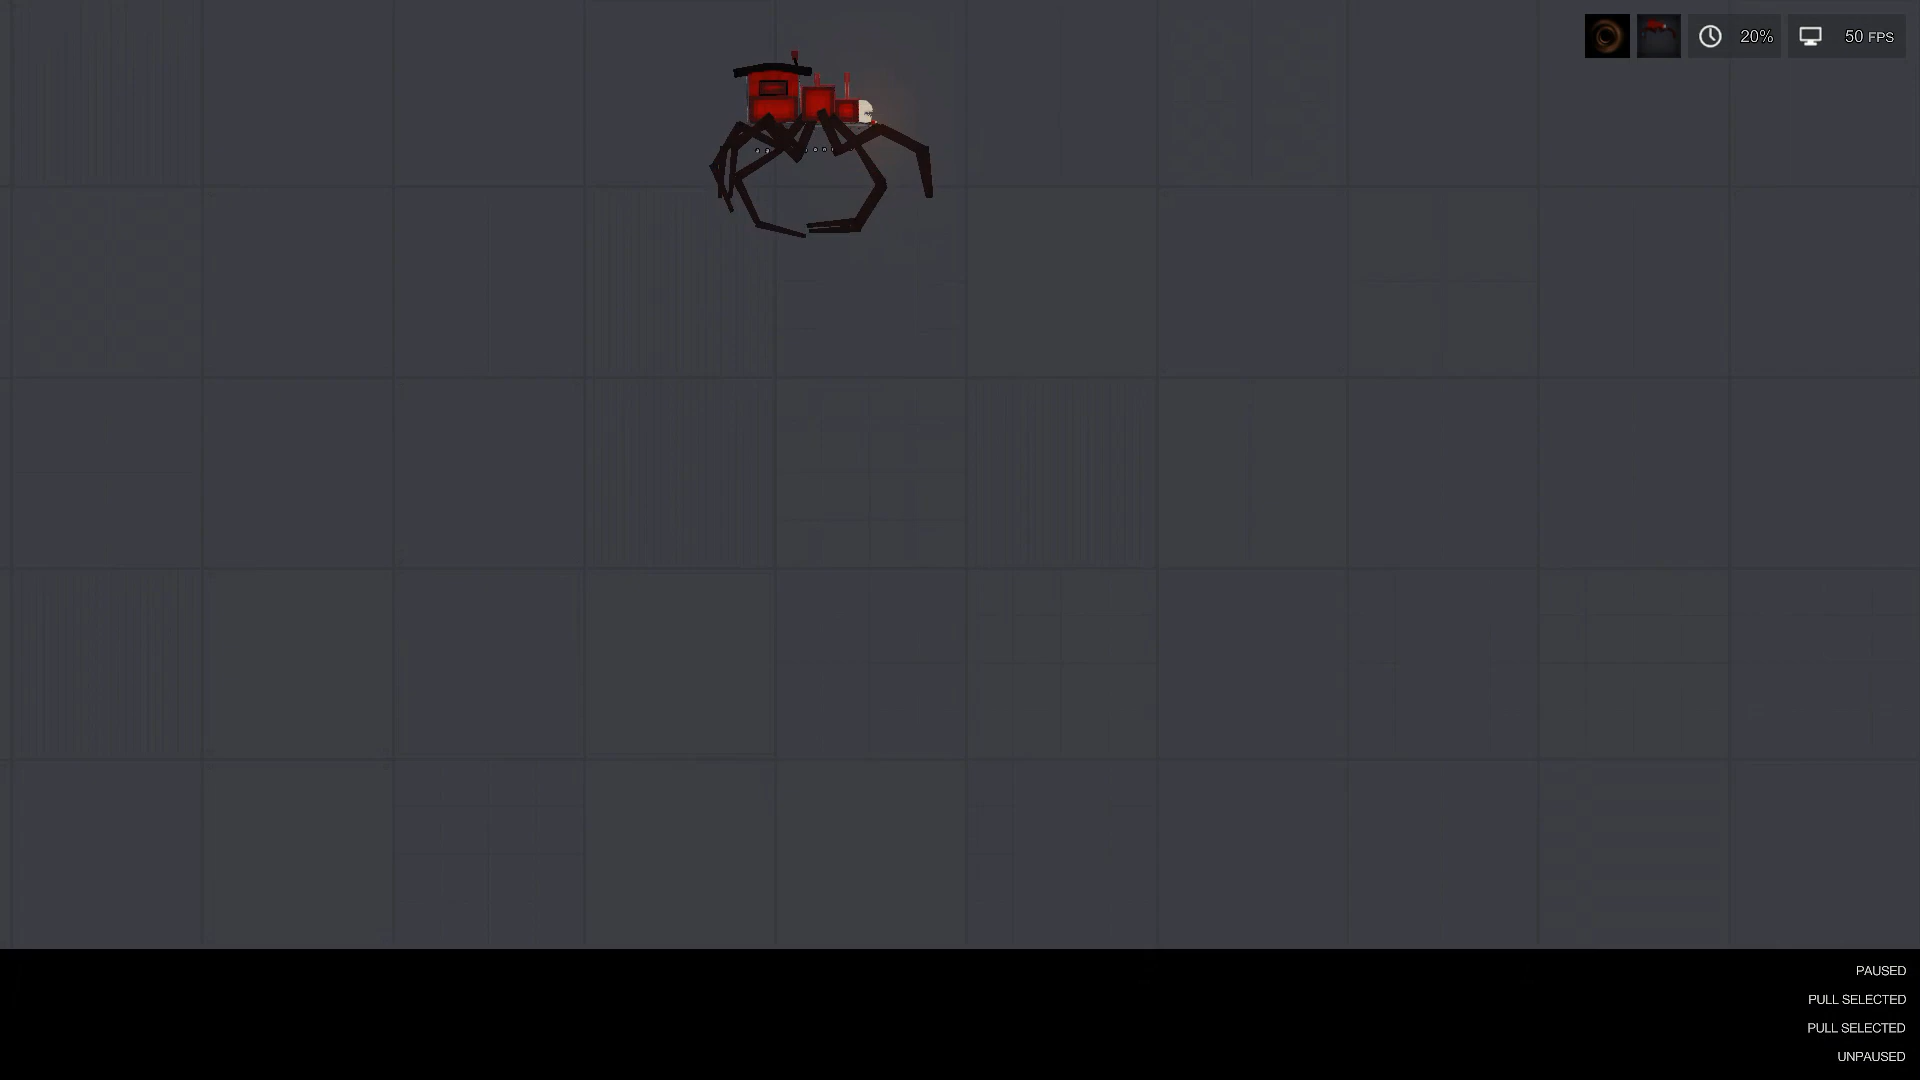 20%
50 FPS
PAUSED
PULL SELECTED
PULL SELECTED
UNPAUSED